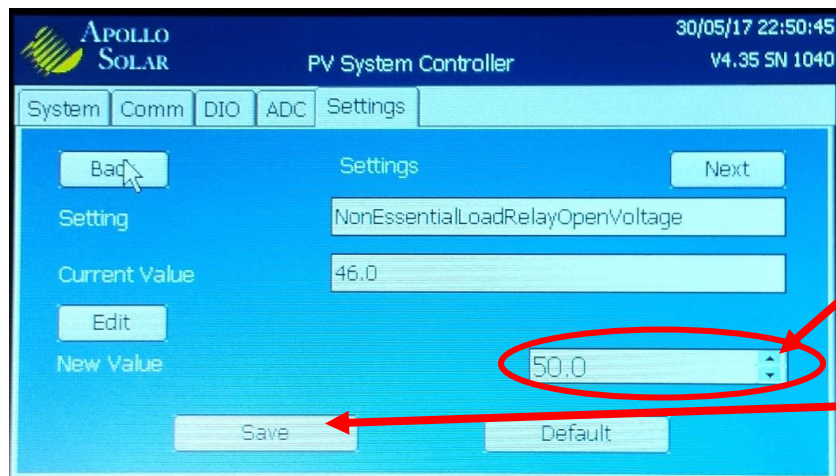 APOLLO
SOLAR
PV System Controller
30/05/17 22:50:45
V4.35 SN 1040
System Comm DIO ADC Settings
Back Settings Next
Setting NonEssentialLoadRelayOpenVoltage
Current Value 46.0
Edit
New Value 50.0
Save Default